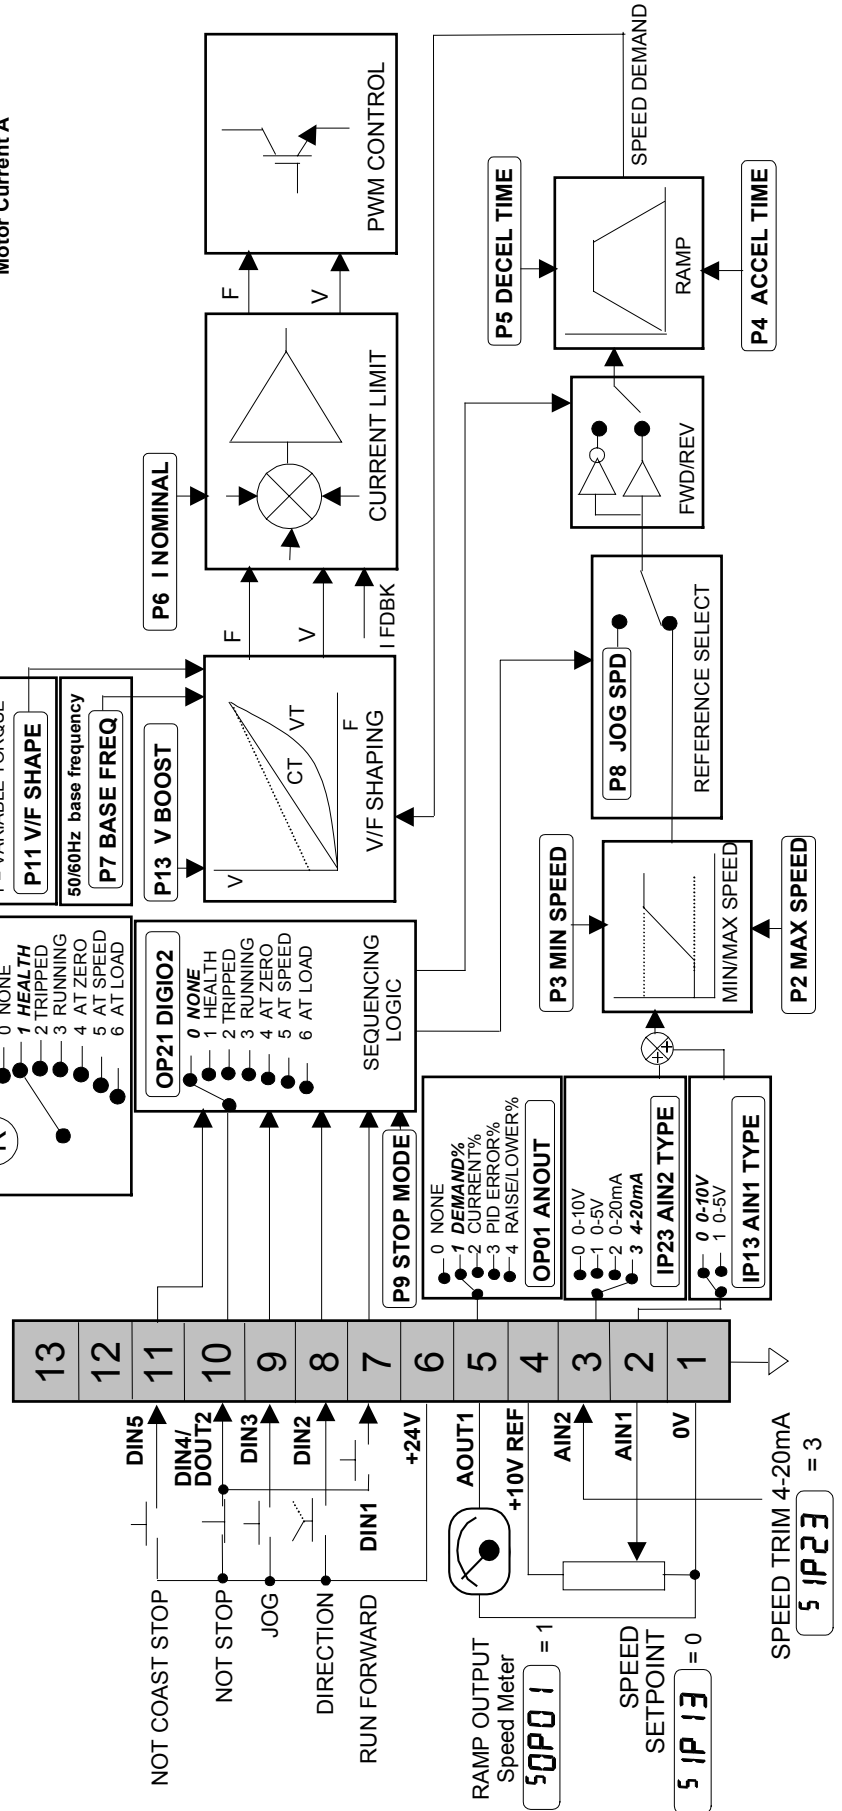 Motor Current A
PWM CONTROL
F
V
P6 I NOMINAL
CURRENT LIMIT
I FDBK
F
V
P11 V/F SHAPE
50/60Hz base frequency
P7 BASE FREQ
P13 V BOOST
V
CT
VT
F
V/F SHAPING
0 NONE
1 HEALTH
2 TRIPPED
3 RUNNING
4 AT ZERO
5 AT SPEED
6 AT LOAD
OP21 DIGIO2
0 NONE
1 HEALTH
2 TRIPPED
3 RUNNING
4 AT ZERO
5 AT SPEED
6 AT LOAD
SEQUENCING
LOGIC
P9 STOP MODE
SPEED DEMAND
P5 DECEL TIME
RAMP
P4 ACCEL TIME
FWD/REV
P8 JOG SPD
REFERENCE SELECT
P3 MIN SPEED
MIN/MAX SPEED
P2 MAX SPEED
+
+
0 NONE
1 DEMAND%
2 CURRENT%
3 PID ERROR%
4 RAISE/LOWER%
OP01 ANOUT
0 0-10V
1 0-5V
2 0-20mA
3 4-20mA
IP23 AIN2 TYPE
0 0-10V
1 0-5V
IP13 AIN1 TYPE
13
12
11
10
9
8
7
6
5
4
3
2
1
DIN5
DIN4/
DOUT2
DIN3
DIN2
DIN1
+24V
AOUT1
+10V REF
AIN2
AIN1
0V
NOT COAST STOP
NOT STOP
JOG
DIRECTION
RUN FORWARD
RAMP OUTPUT
Speed Meter
SOP01 = 1
SPEED
SETPOINT
S IP13 = 0
SPEED TRIM 4-20mA
S IP23 = 3